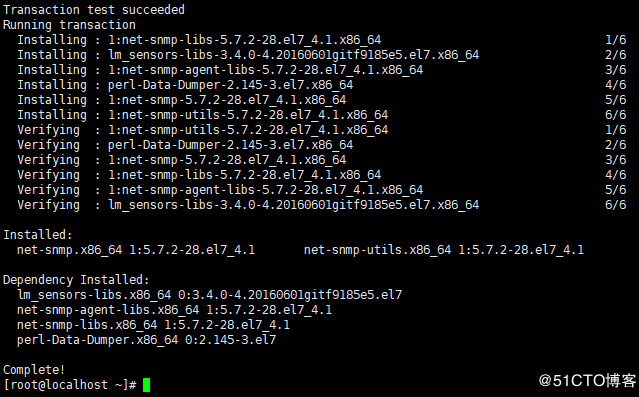 Transaction test succeeded
Running transaction
  Installing : 1:net-snmp-libs-5.7.2-28.el7_4.1.x86_64 1/6
  Installing : lm_sensors-libs-3.4.0-4.20160601gitf9185e5.el7.x86_64 2/6
  Installing : 1:net-snmp-agent-libs-5.7.2-28.el7_4.1.x86_64 3/6
  Installing : perl-Data-Dumper-2.145-3.el7.x86_64 4/6
  Installing : 1:net-snmp-5.7.2-28.el7_4.1.x86_64 5/6
  Installing : 1:net-snmp-utils-5.7.2-28.el7_4.1.x86_64 6/6
  Verifying  : 1:net-snmp-utils-5.7.2-28.el7_4.1.x86_64 1/6
  Verifying  : perl-Data-Dumper-2.145-3.el7.x86_64 2/6
  Verifying  : 1:net-snmp-5.7.2-28.el7_4.1.x86_64 3/6
  Verifying  : 1:net-snmp-libs-5.7.2-28.el7_4.1.x86_64 4/6
  Verifying  : 1:net-snmp-agent-libs-5.7.2-28.el7_4.1.x86_64 5/6
  Verifying  : lm_sensors-libs-3.4.0-4.20160601gitf9185e5.el7.x86_64 6/6
Installed:
  net-snmp.x86_64 1:5.7.2-28.el7_4.1 net-snmp-utils.x86_64 1:5.7.2-28.el7_4.1
Dependency Installed:
  lm_sensors-libs.x86_64 0:3.4.0-4.20160601gitf9185e5.el7
  net-snmp-agent-libs.x86_64 1:5.7.2-28.el7_4.1
  net-snmp-libs.x86_64 1:5.7.2-28.el7_4.1
  perl-Data-Dumper.x86_64 0:2.145-3.el7
Complete!
[root@localhost ~]#
@51CTO博客